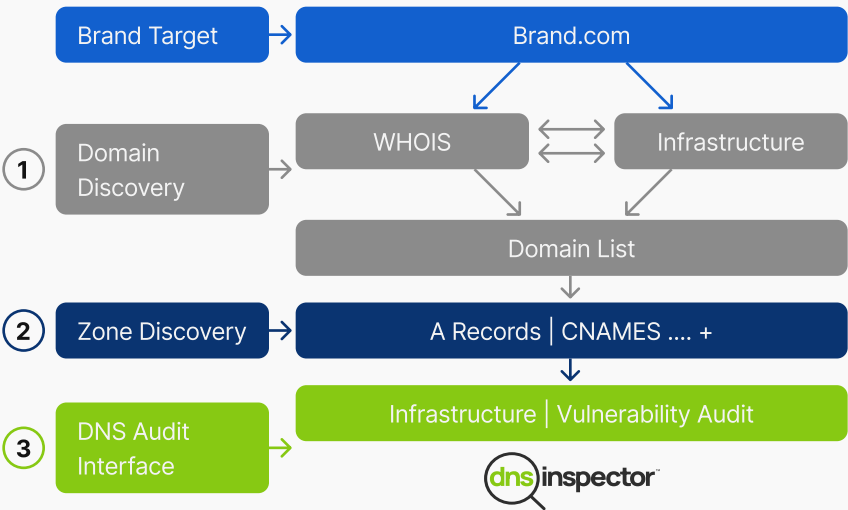 Brand Target
Brand.com
1
Domain
Discovery
WHOIS
Infrastructure
Domain List
2
Zone Discovery
A Records | CNAMES .... +
3
DNS Audit
Interface
Infrastructure | Vulnerability Audit
dnsinspector™